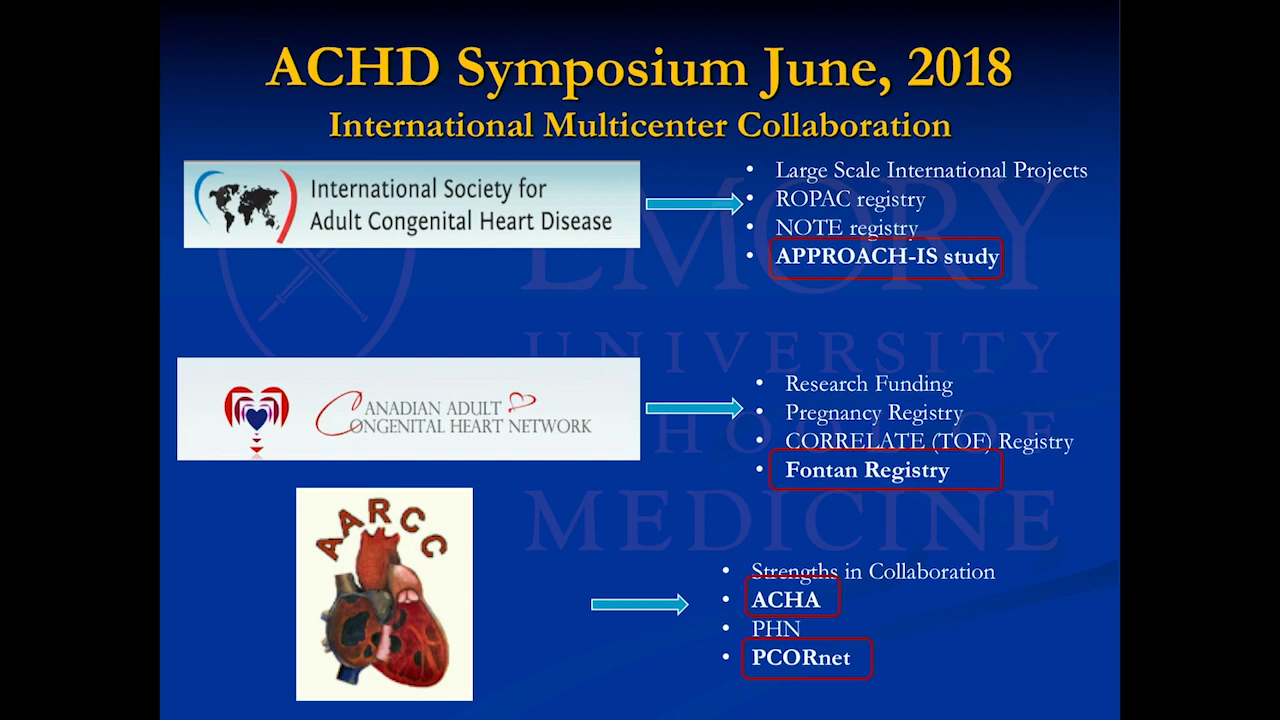 ACHD Symposium June, 2018
International Multicenter Collaboration
International Society for
Adult Congenital Heart Disease
• Large Scale International Projects
• ROPAC registry
• NOTE registry
• APPROACH-IS study
EMORY
UNIVERSITY
SCHOOL OF
MEDICINE
CANADIAN ADULT
CONGENITAL HEART NETWORK
• Research Funding
• Pregnancy Registry
• CORRELATE (TOF) Registry
• Fontan Registry
AARCC
• Strengths in Collaboration
• ACHA
• PHN
• PCORnet